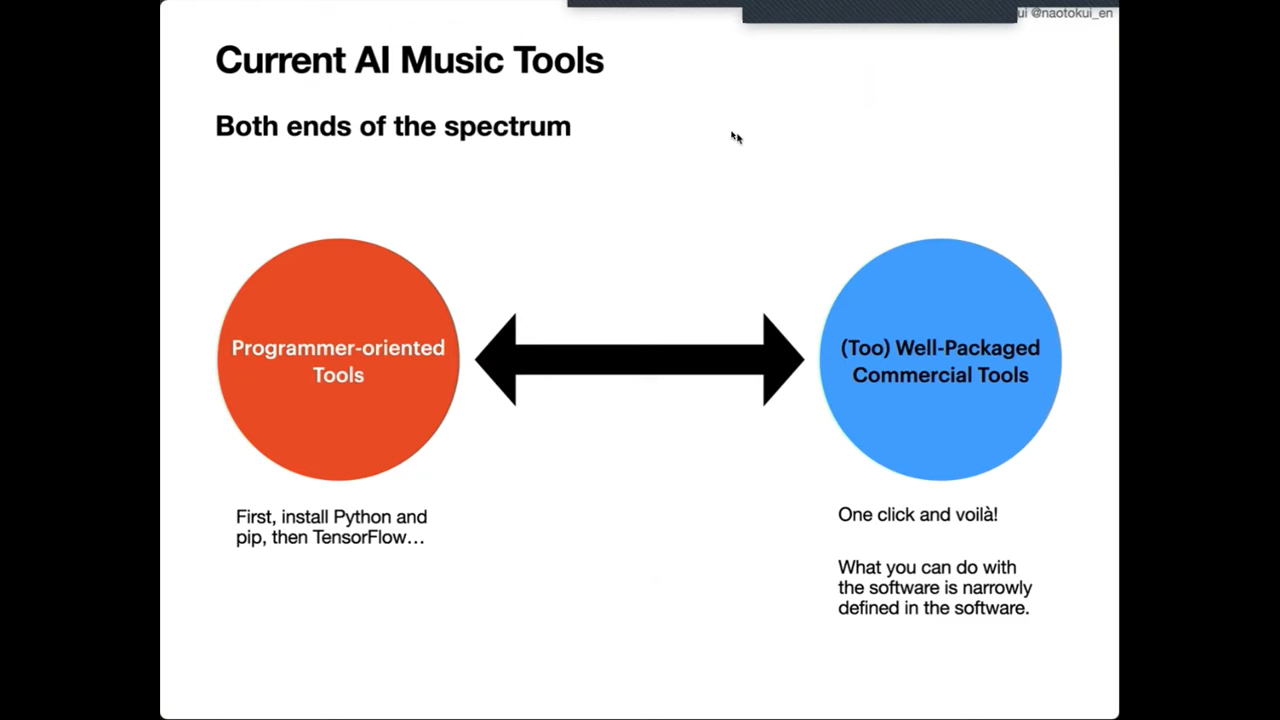 ui @naotokui_en
Current AI Music Tools
Both ends of the spectrum
Programmer-oriented
Tools
(Too) Well-Packaged
Commercial Tools
First, install Python and
pip, then TensorFlow…
One click and voilà!
What you can do with
the software is narrowly
defined in the software.